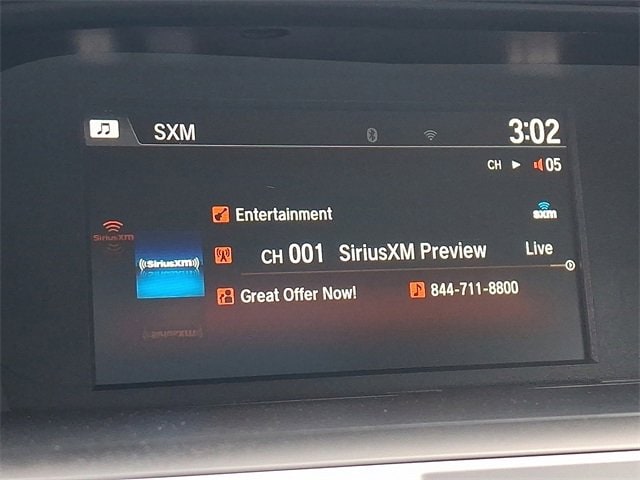 SXM
3:02
CH 05
Entertainment
sxm
SiriusXM
((SiriusXM))
CH 001 SiriusXM Preview Live
Great Offer Now! 844-711-8800